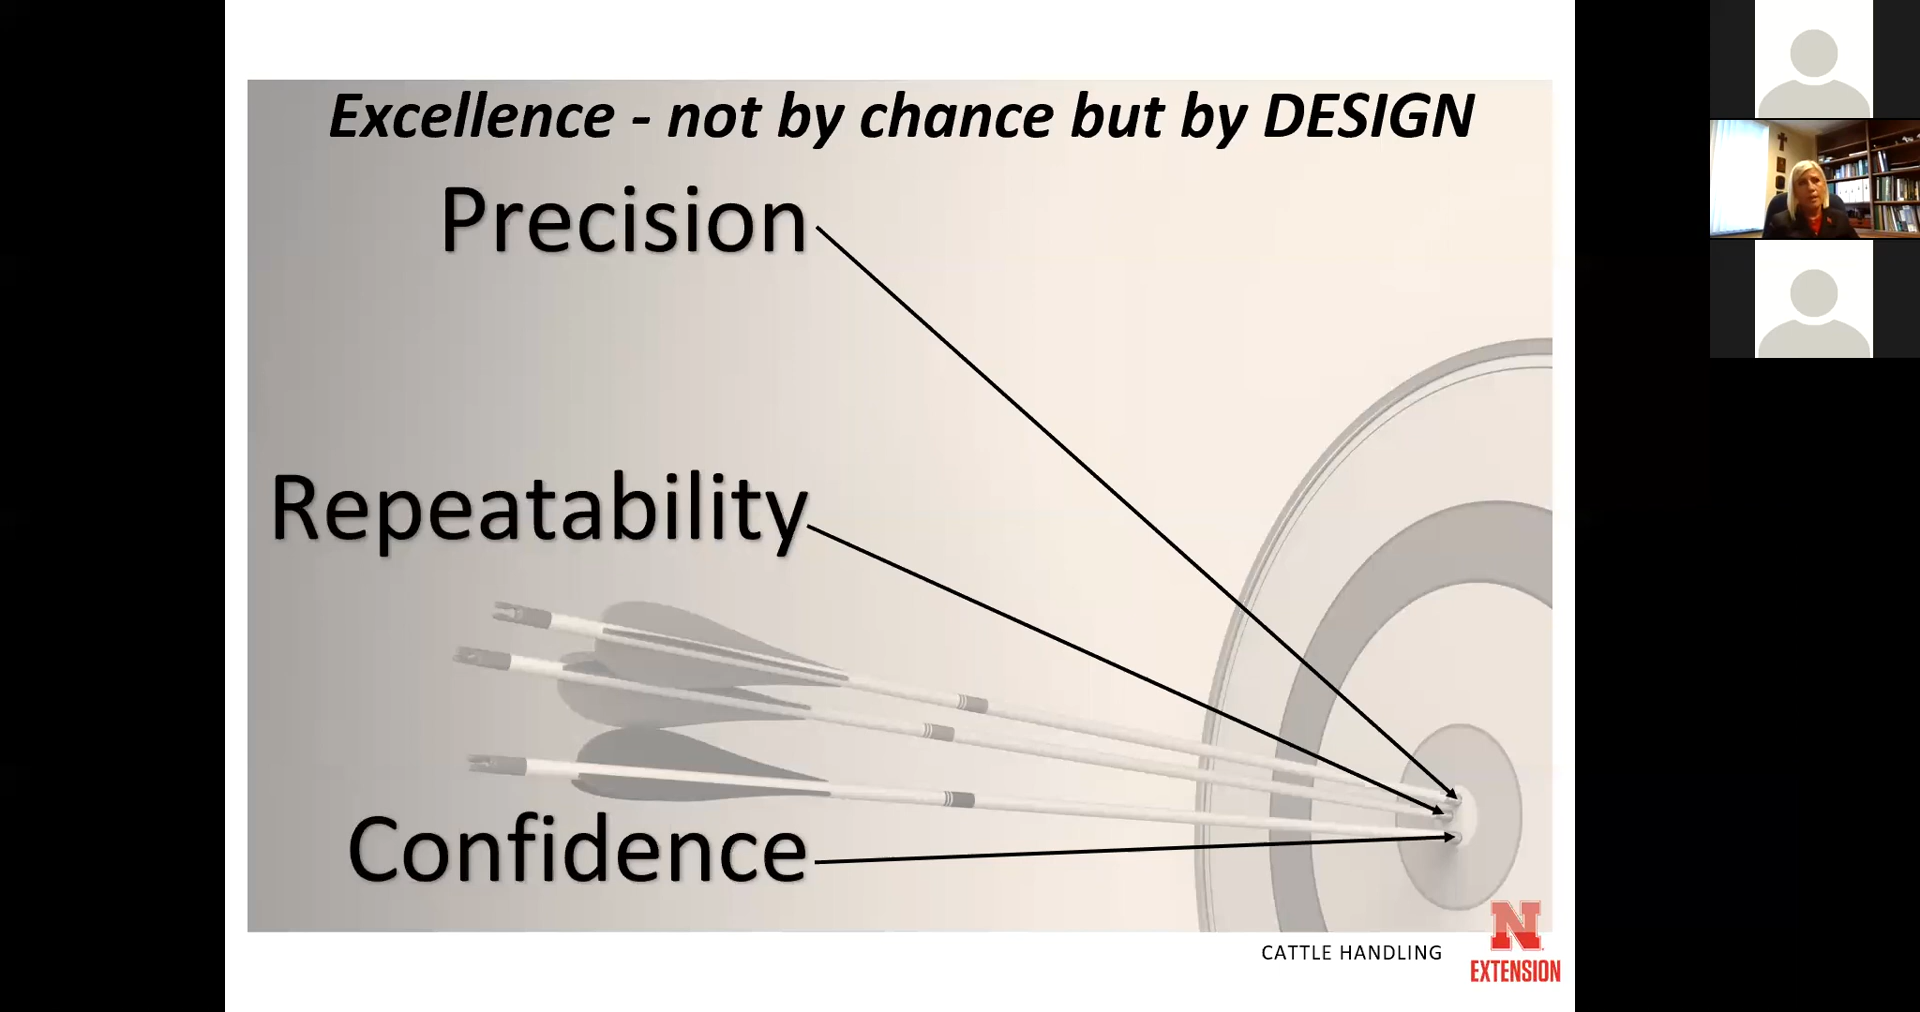 Excellence - not by chance but by DESIGN
Precision
Repeatability
Confidence
CATTLE HANDLING
N
EXTENSION